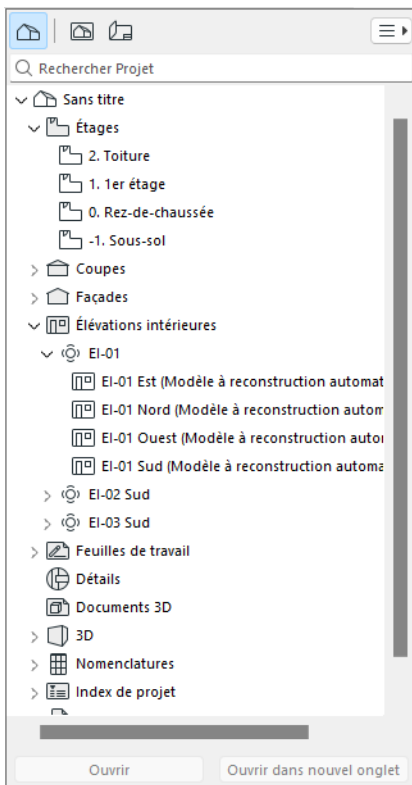 Rechercher Projet
Sans titre
Étages
2. Toiture
1. 1er étage
0. Rez-de-chaussée
-1. Sous-sol
Coupes
Façades
Élévations intérieures
EI-01
EI-01 Est (Modèle à reconstruction automat
EI-01 Nord (Modèle à reconstruction autom
EI-01 Ouest (Modèle à reconstruction autor
EI-01 Sud (Modèle à reconstruction automa
EI-02 Sud
EI-03 Sud
Feuilles de travail
Détails
Documents 3D
3D
Nomenclatures
Index de projet
Ouvrir
Ouvrir dans nouvel onglet